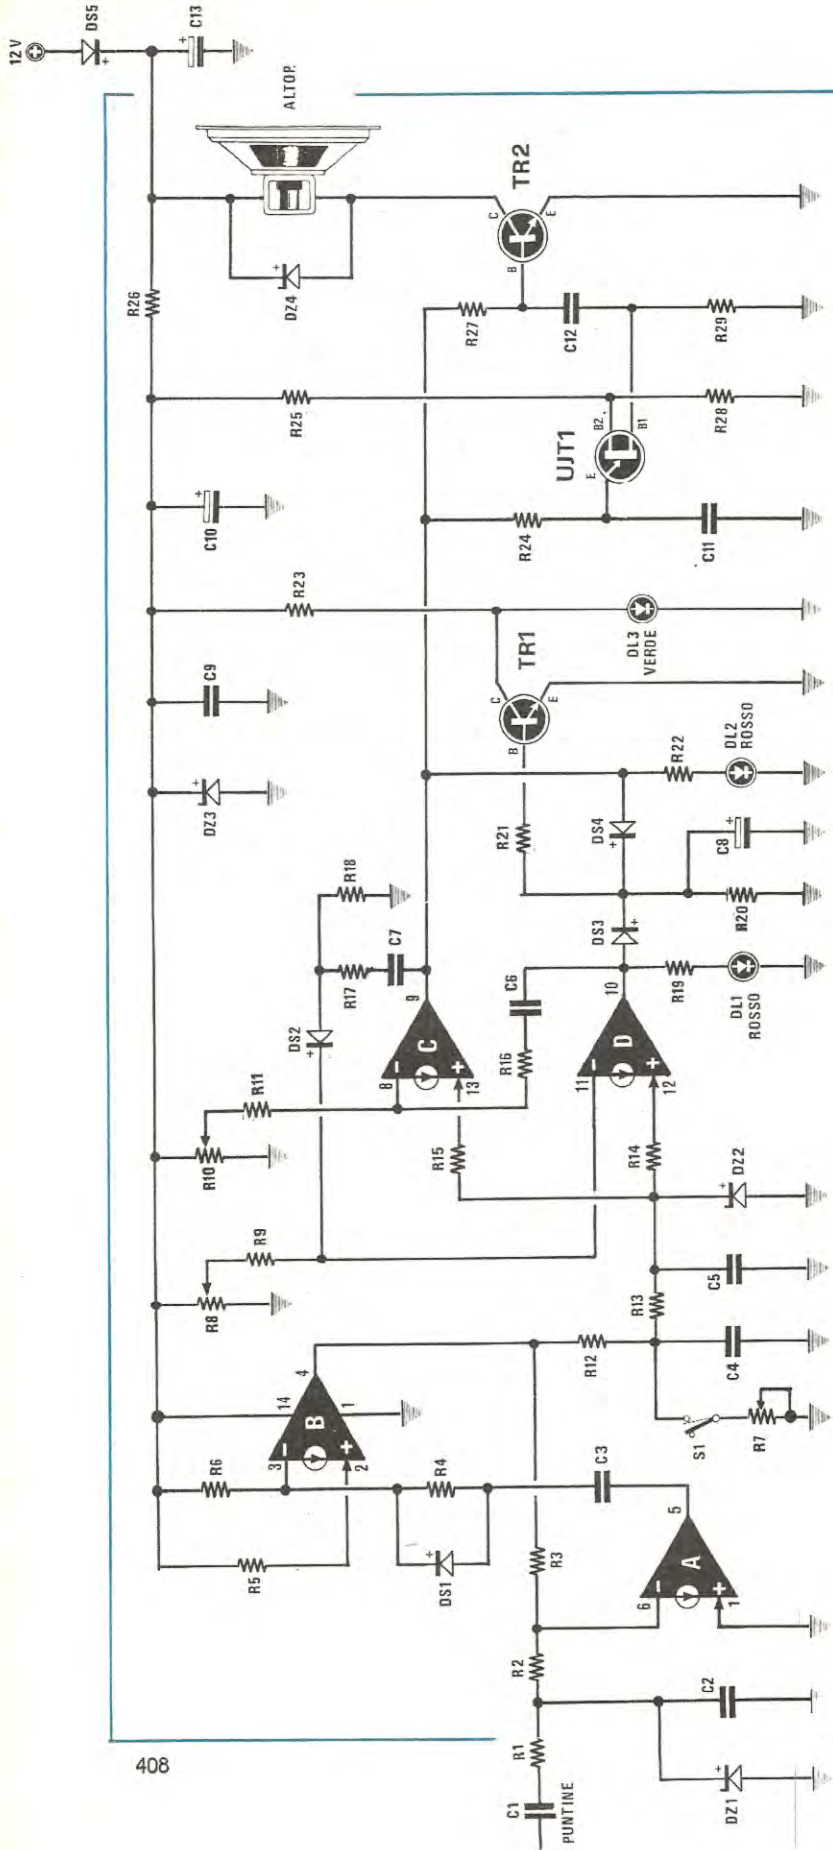 12 V
DS5
+
C13
+
ALTOP.
R26
DZ4
+
C
TR2
B
E
R27
C12
R29
R25
B2
UJT1
E
B1
R28
C10
+
R24
C11
R23
C
TR1
B
E
DL3
VERDE
C9
DZ3
+
R21
DS4
+
R22
DL2
ROSSO
C8
+
R18
R17
C7
DS2
+
9
C
8
−
+
13
R16
C6
DS3
+
R20
10
D
11
−
+
12
R19
DL1
ROSSO
R11
R10
R15
R14
DZ2
+
R9
R8
R13
C5
4
14
B
1
3
−
+
2
R12
C4
S1
R7
R6
R5
R4
DS1
+
C3
R3
5
A
6
−
+
1
R2
R1
C2
C1
PUNTINE
DZ1
+
408